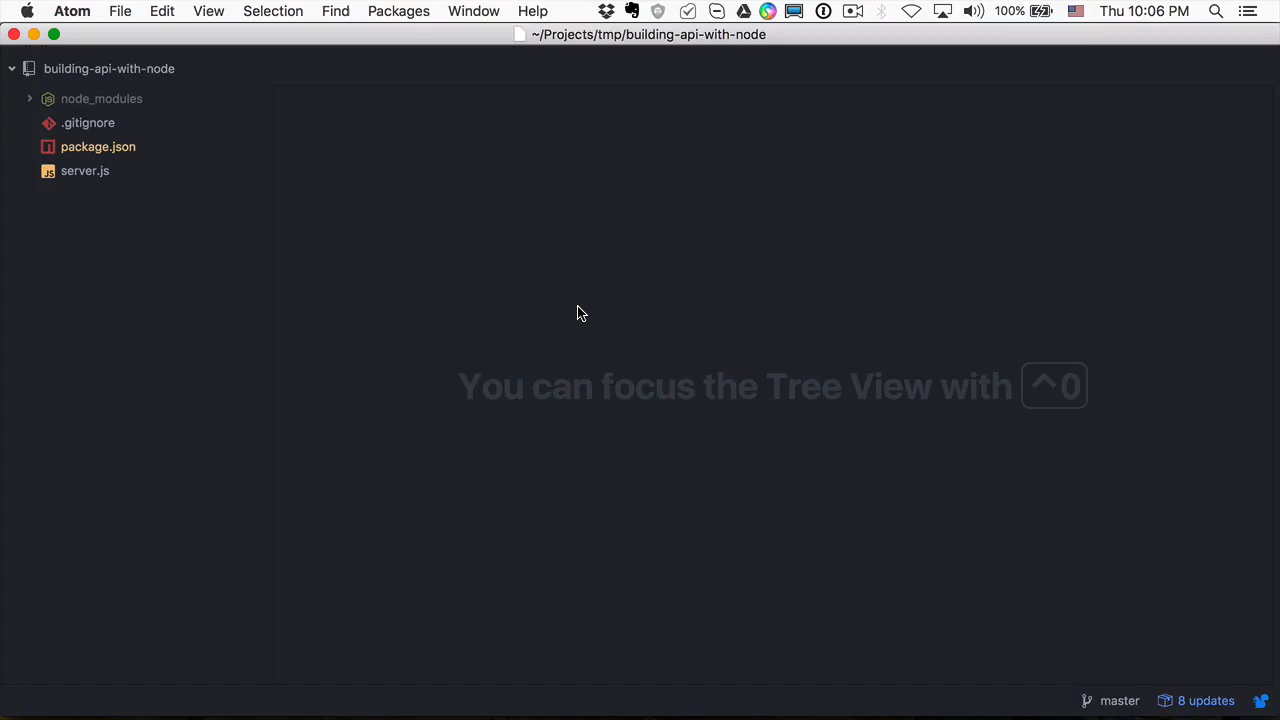 Atom File Edit View Selection Find Packages Window Help 100% Thu 10:06 PM
~/Projects/tmp/building-api-with-node
building-api-with-node
node_modules
.gitignore
package.json
JS server.js
You can focus the Tree View with ^0
master 8 updates